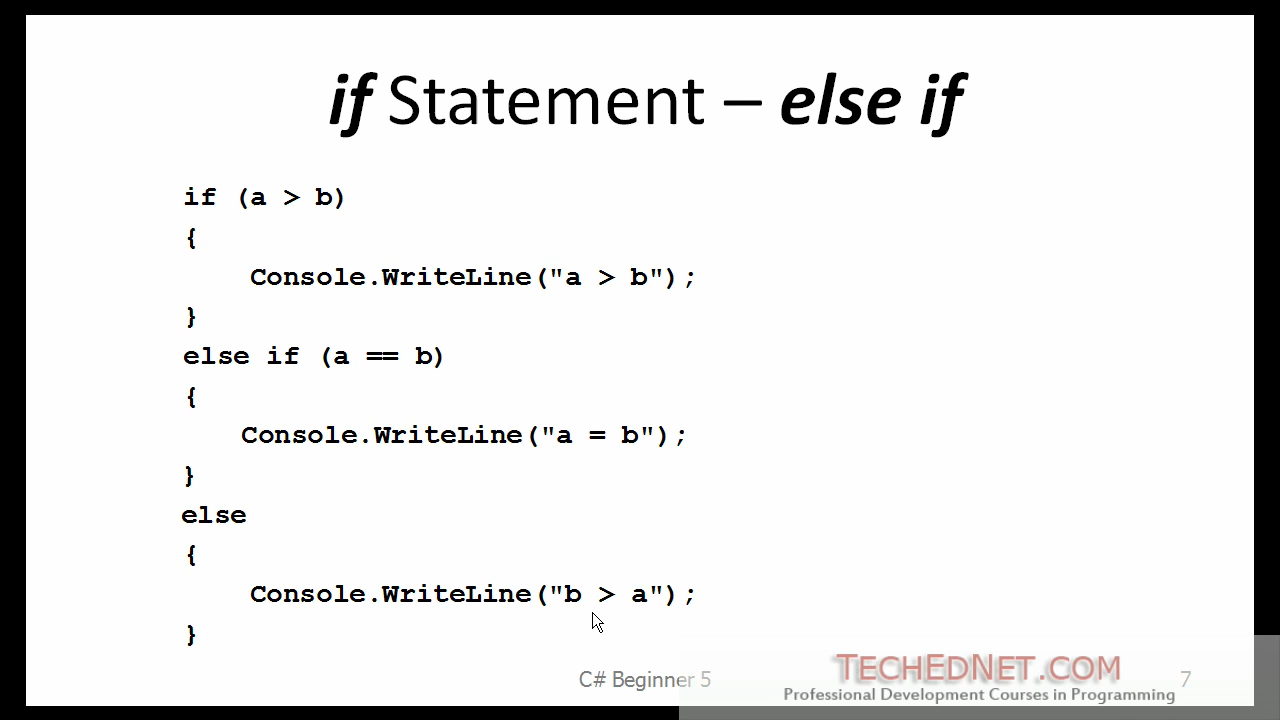 if Statement – else if
if (a > b)
{
Console.WriteLine("a > b");
}
else if (a == b)
{
Console.WriteLine("a = b");
}
else
{
Console.WriteLine("b > a");
}
C# Beginner 5
TECHEDNET.COM
7
Professional Development Courses in Programming